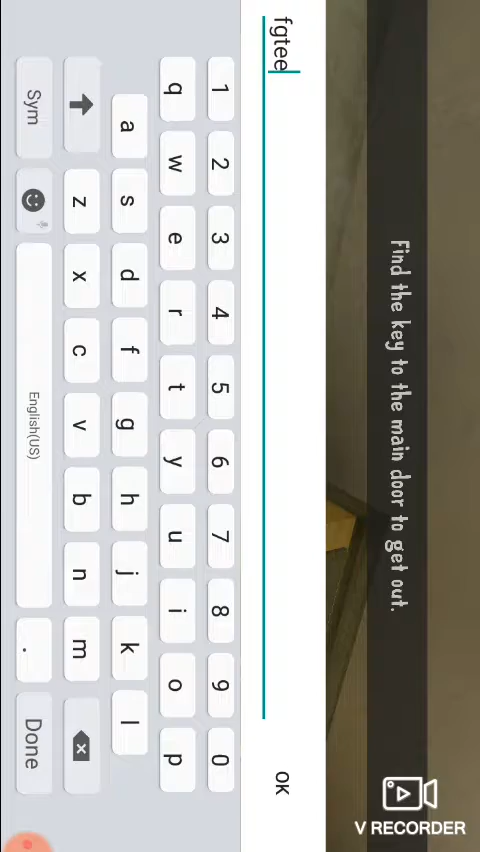 Find the key to the main door to get out.
fgtee
OK
1 2 3 4 5 6 7 8 9 0
q w e r t y u i o p
a s d f g h j k l
z x c v b n m
Sym English(US) . Done
V RECORDER